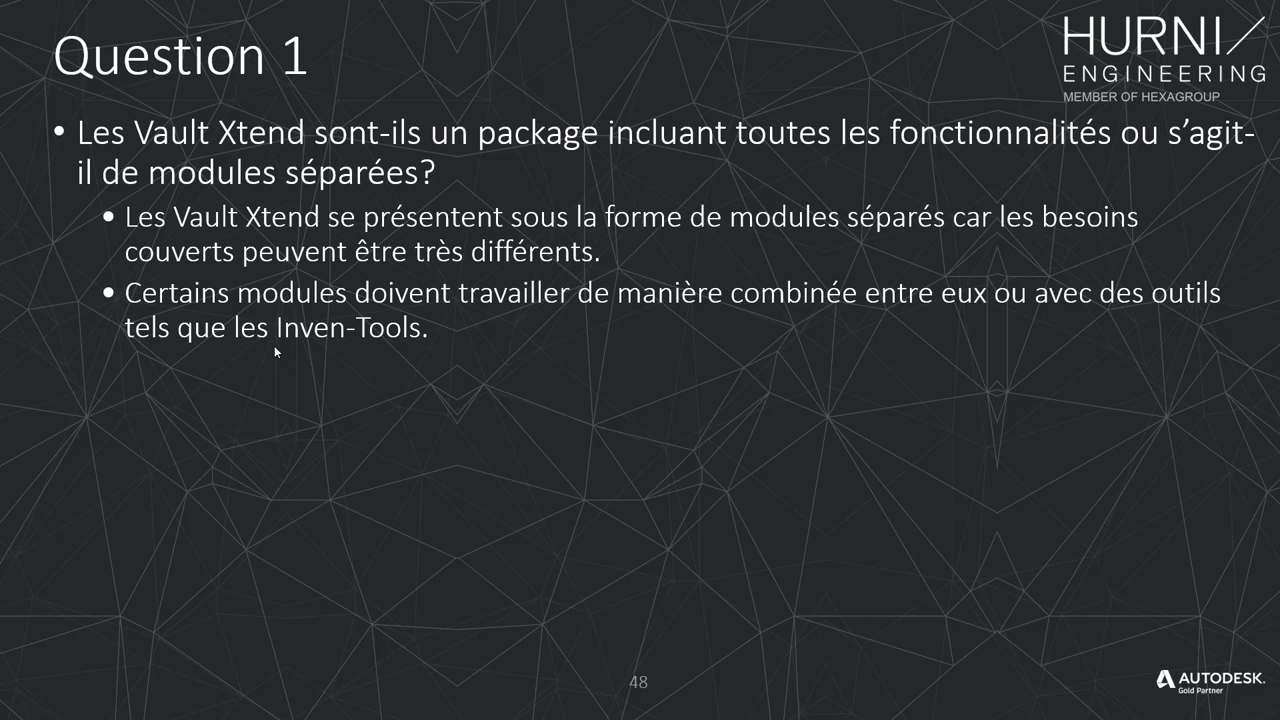 Question 1
HURNI/
ENGINEERING
MEMBER OF HEXAGROUP
• Les Vault Xtend sont-ils un package incluant toutes les fonctionnalités ou s’agit-
il de modules séparées?
• Les Vault Xtend se présentent sous la forme de modules séparés car les besoins
couverts peuvent être très différents.
• Certains modules doivent travailler de manière combinée entre eux ou avec des outils
tels que les Inven-Tools.
48
AUTODESK.
Gold Partner